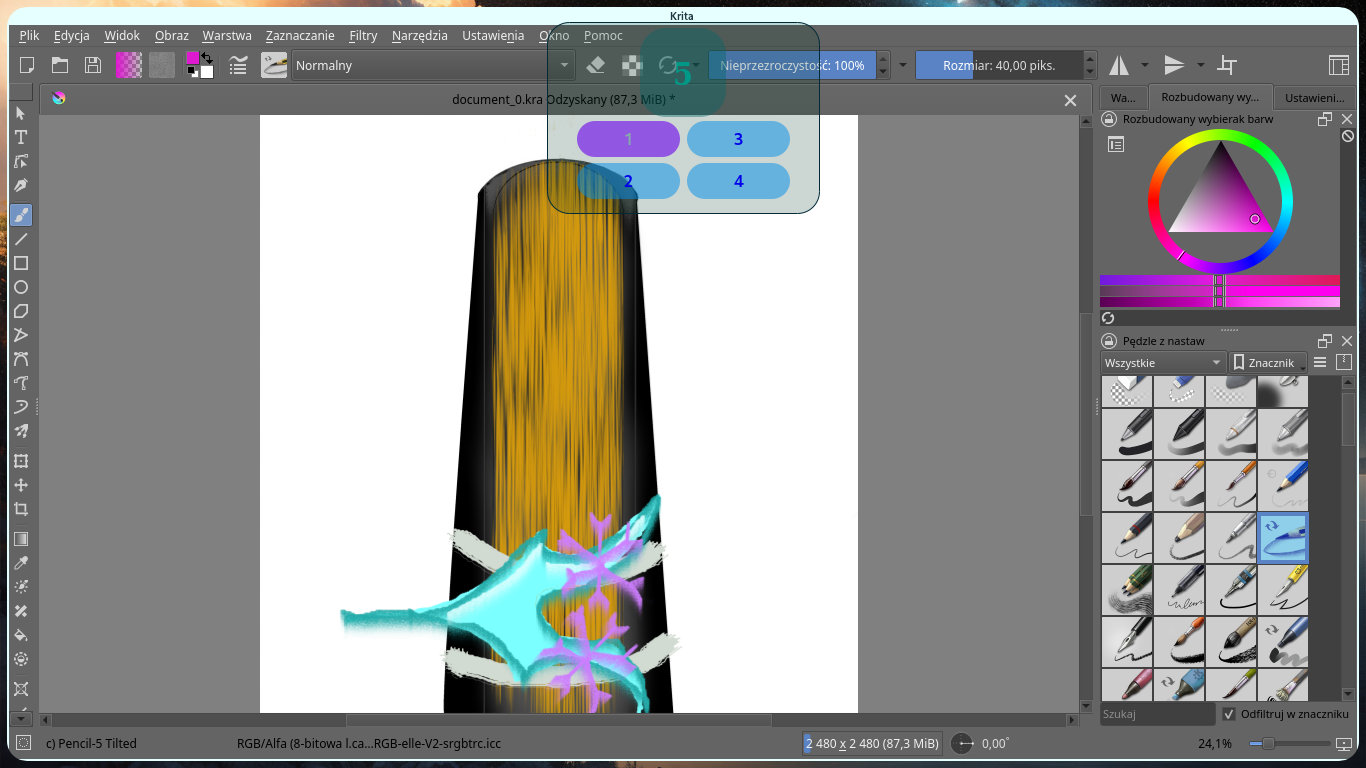 Krita
Plik Edycja Widok Obraz Warstwa Zaznaczanie Filtry Narzędzia Ustawienia Okno Pomoc
Normalny
5
Nieprzezroczystość: 100%
Rozmiar: 40,00 piks.
document_0.kra Odzyskany (87,3 MiB) *
Wa... Rozbudowany wy... Ustawieni...
Rozbudowany wybierak barw
1 3
2 4
Pędzle z nastaw
Wszystkie Znacznik
Szukaj Odfiltruj w znaczniku
c) Pencil-5 Tilted
RGB/Alfa (8-bitowa l.ca...RGB-elle-V2-srgbtrc.icc
2 480 x 2 480 (87,3 MiB)
0,00°
24,1%